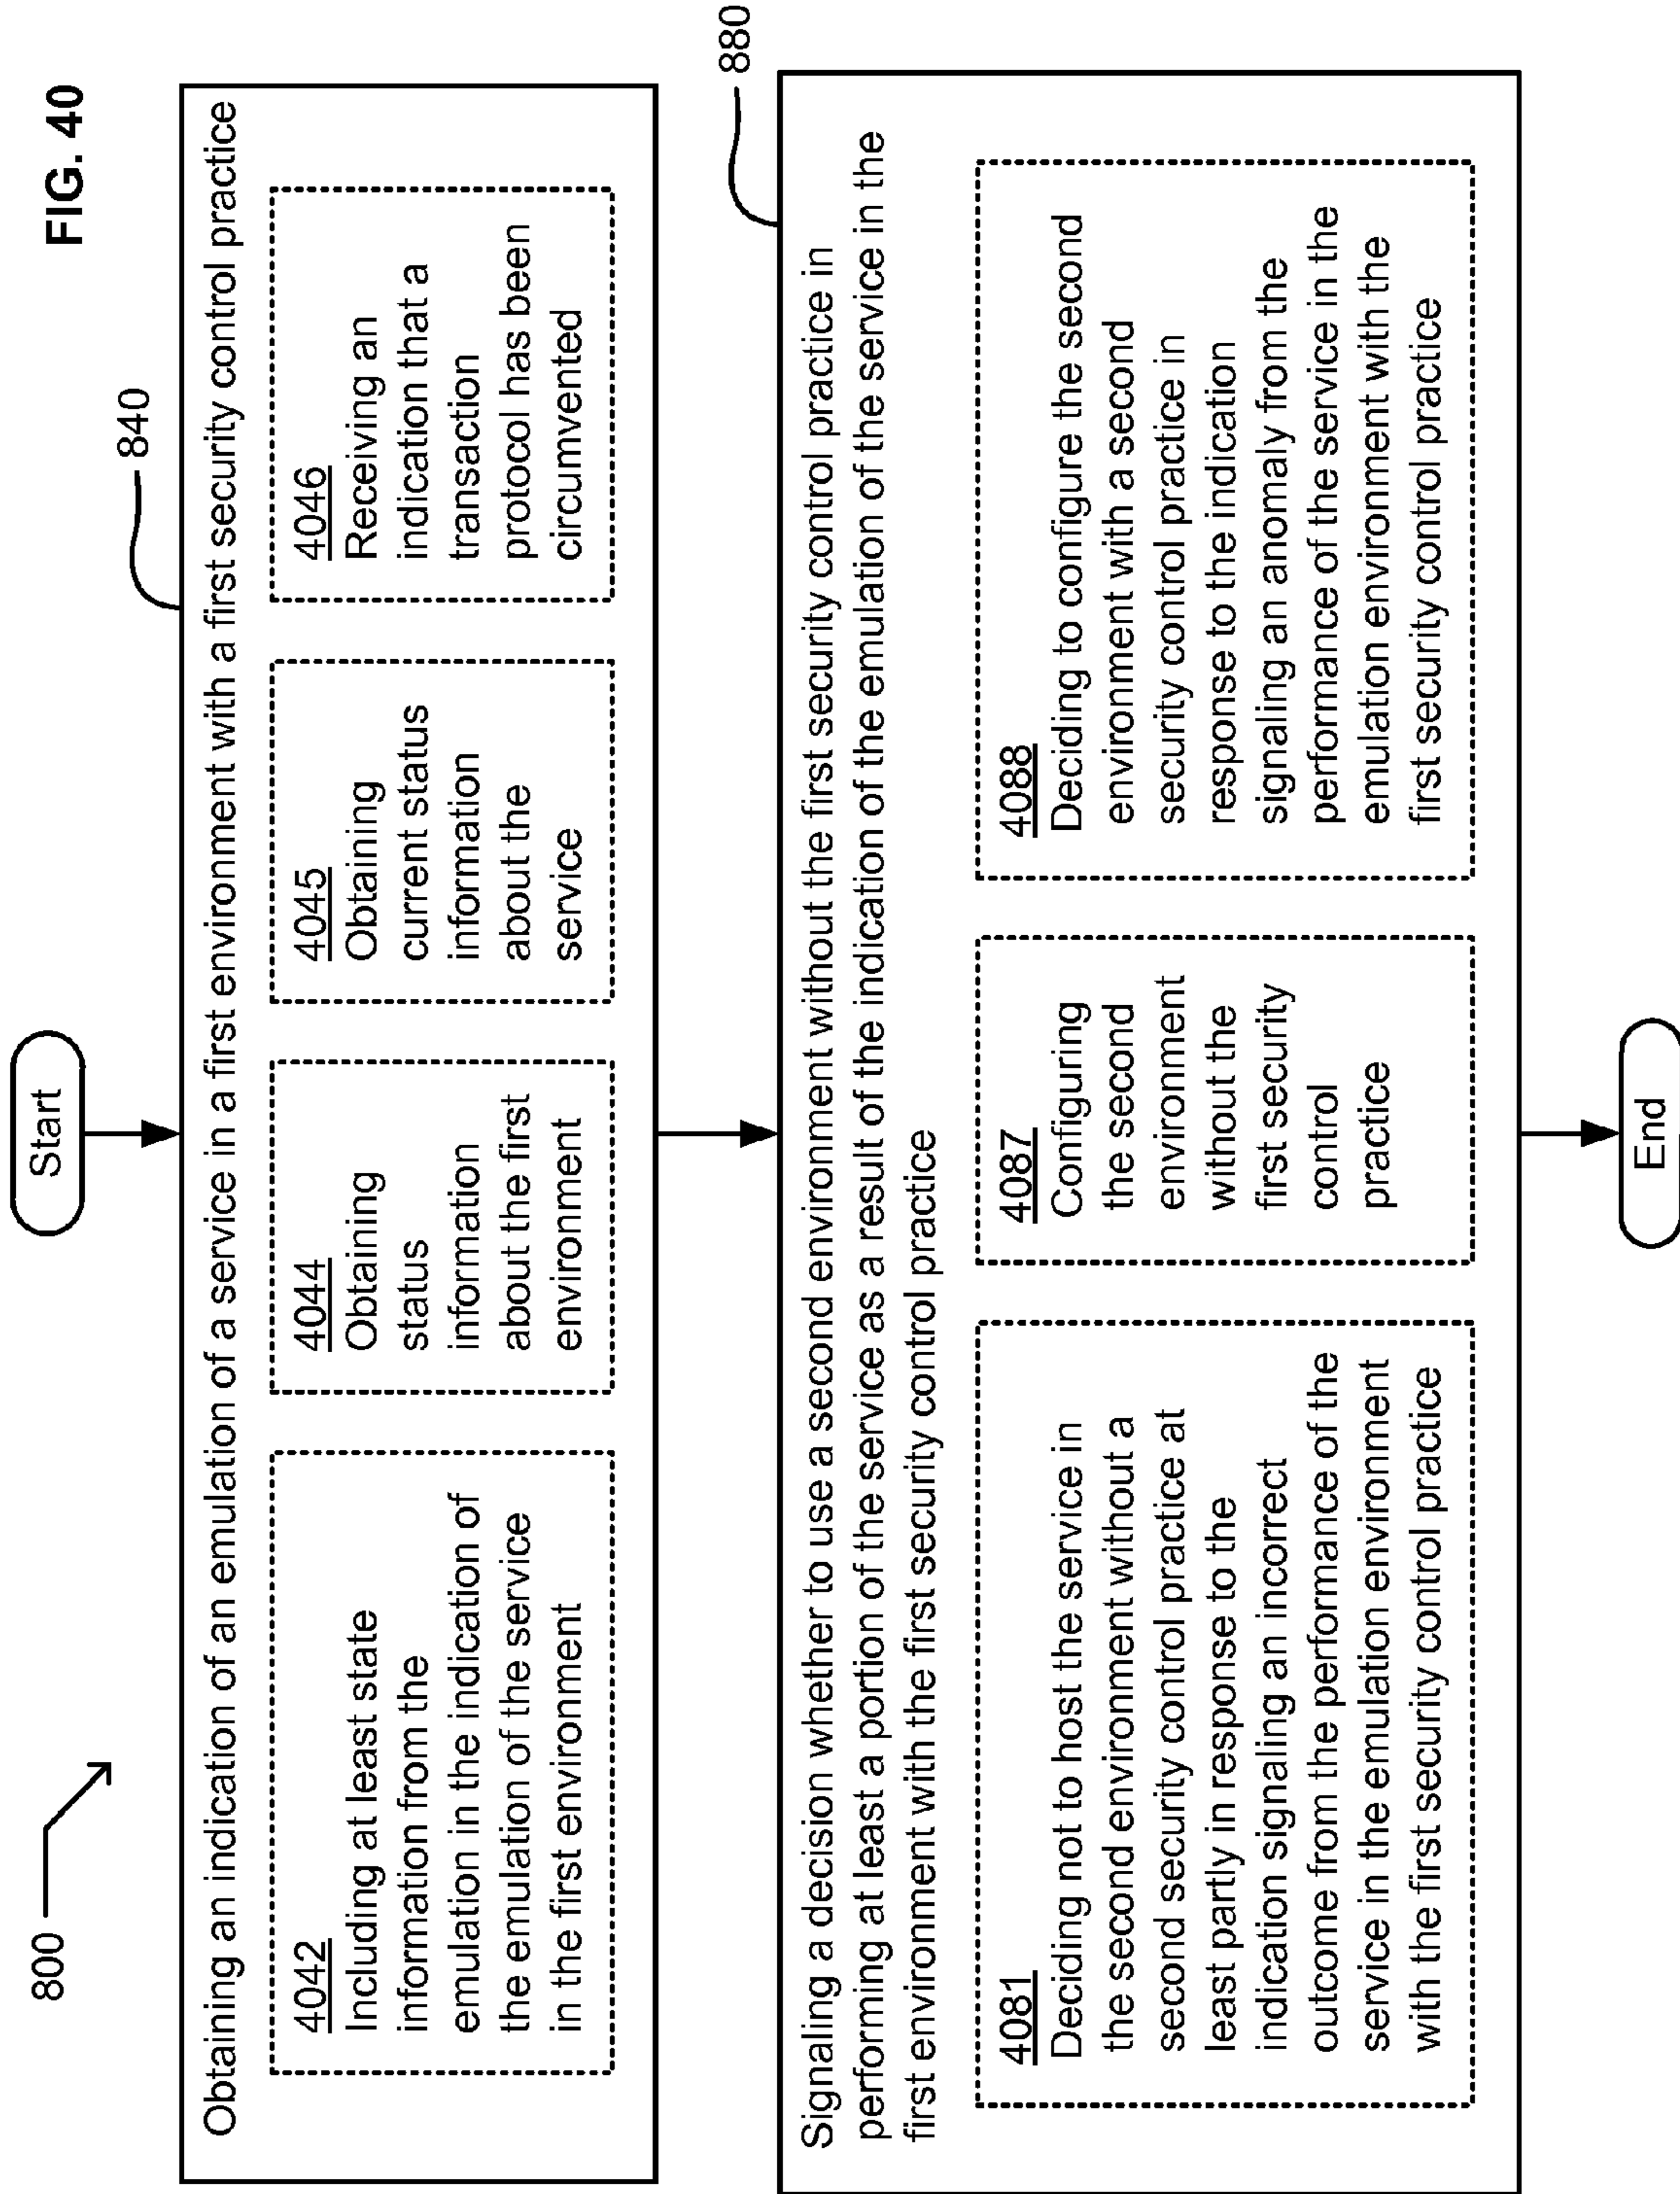 FIG. 40
800
Start
840
Obtaining an indication of an emulation of a service in a first environment with a first security control practice
4042
Including at least state
information from the
emulation in the indication of
the emulation of the service
in the first environment
4044
Obtaining
status
information
about the first
environment
4045
Obtaining
current status
information
about the
service
4046
Receiving an
indication that a
transaction
protocol has been
circumvented
880
Signaling a decision whether to use a second environment without the first security control practice in
performing at least a portion of the service as a result of the indication of the emulation of the service in the
first environment with the first security control practice
4081
Deciding not to host the service in
the second environment without a
second security control practice at
least partly in response to the
indication signaling an incorrect
outcome from the performance of the
service in the emulation environment
with the first security control practice
4087
Configuring
the second
environment
without the
first security
control
practice
4088
Deciding to configure the second
environment with a second
security control practice in
response to the indication
signaling an anomaly from the
performance of the service in the
emulation environment with the
first security control practice
End